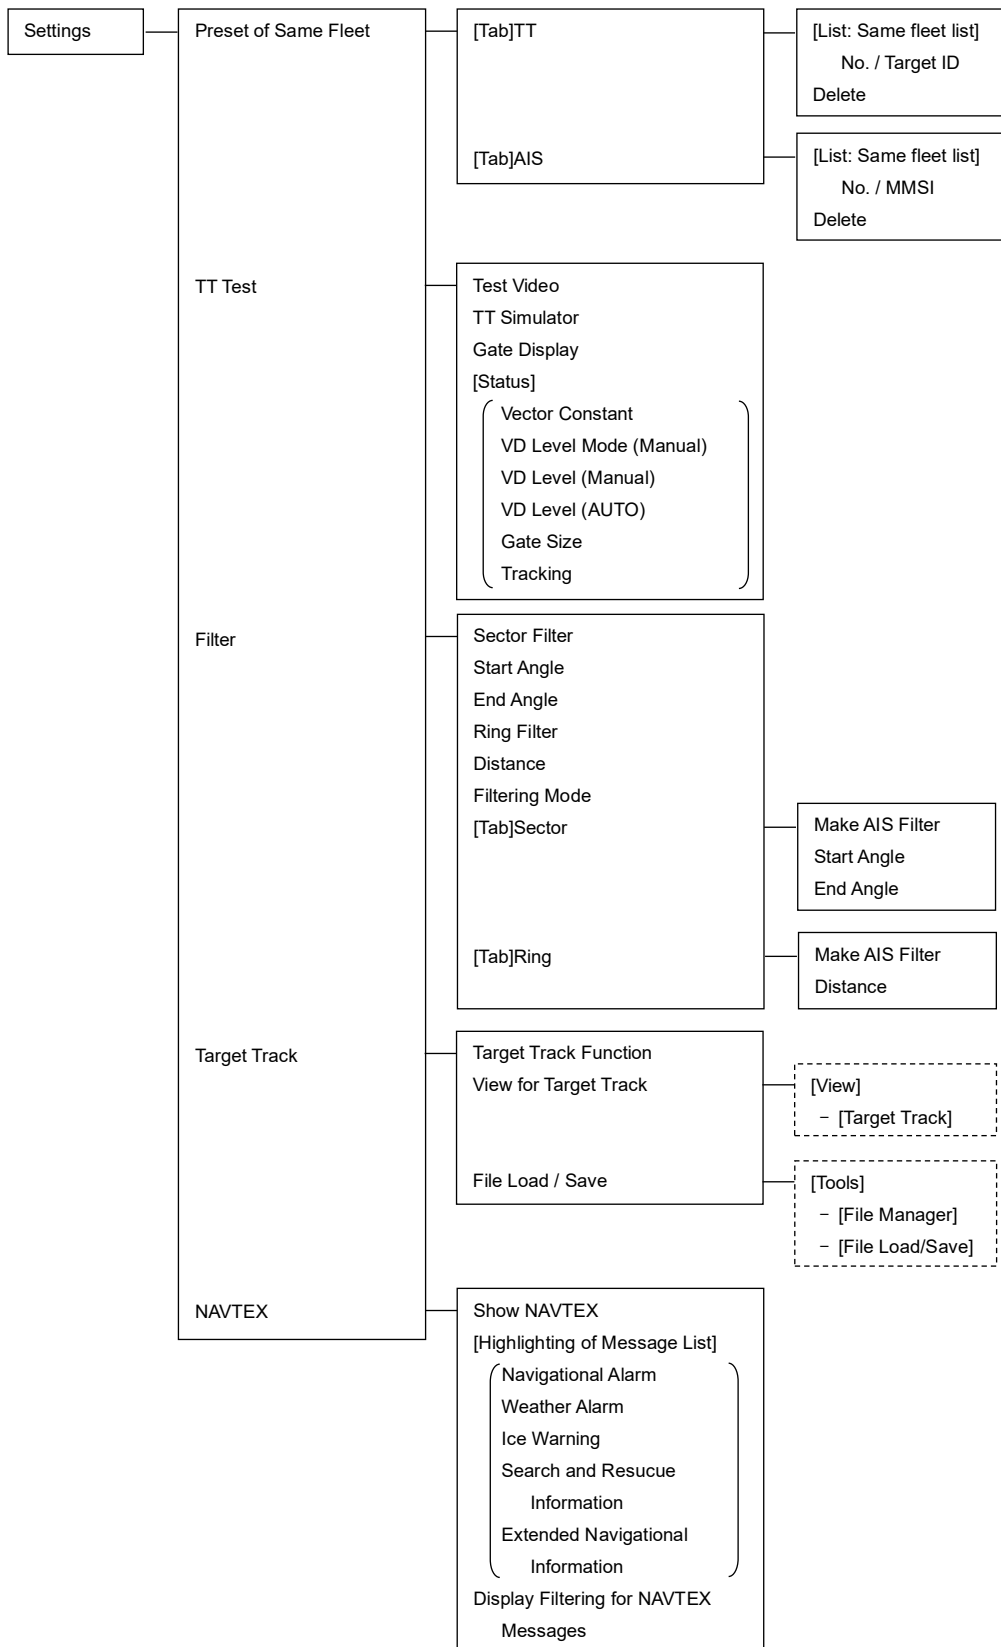 Settings
Preset of Same Fleet
[Tab]TT
[List: Same fleet list]
No. / Target ID
Delete
[Tab]AIS
[List: Same fleet list]
No. / MMSI
Delete
TT Test
Test Video
TT Simulator
Gate Display
[Status]
Vector Constant
VD Level Mode (Manual)
VD Level (Manual)
VD Level (AUTO)
Gate Size
Tracking
Filter
Sector Filter
Start Angle
End Angle
Ring Filter
Distance
Filtering Mode
[Tab]Sector
Make AIS Filter
Start Angle
End Angle
[Tab]Ring
Make AIS Filter
Distance
Target Track
Target Track Function
View for Target Track
[View]
− [Target Track]
File Load / Save
[Tools]
− [File Manager]
− [File Load/Save]
NAVTEX
Show NAVTEX
[Highlighting of Message List]
Navigational Alarm
Weather Alarm
Ice Warning
Search and Resucue
Information
Extended Navigational
Information
Display Filtering for NAVTEX
Messages